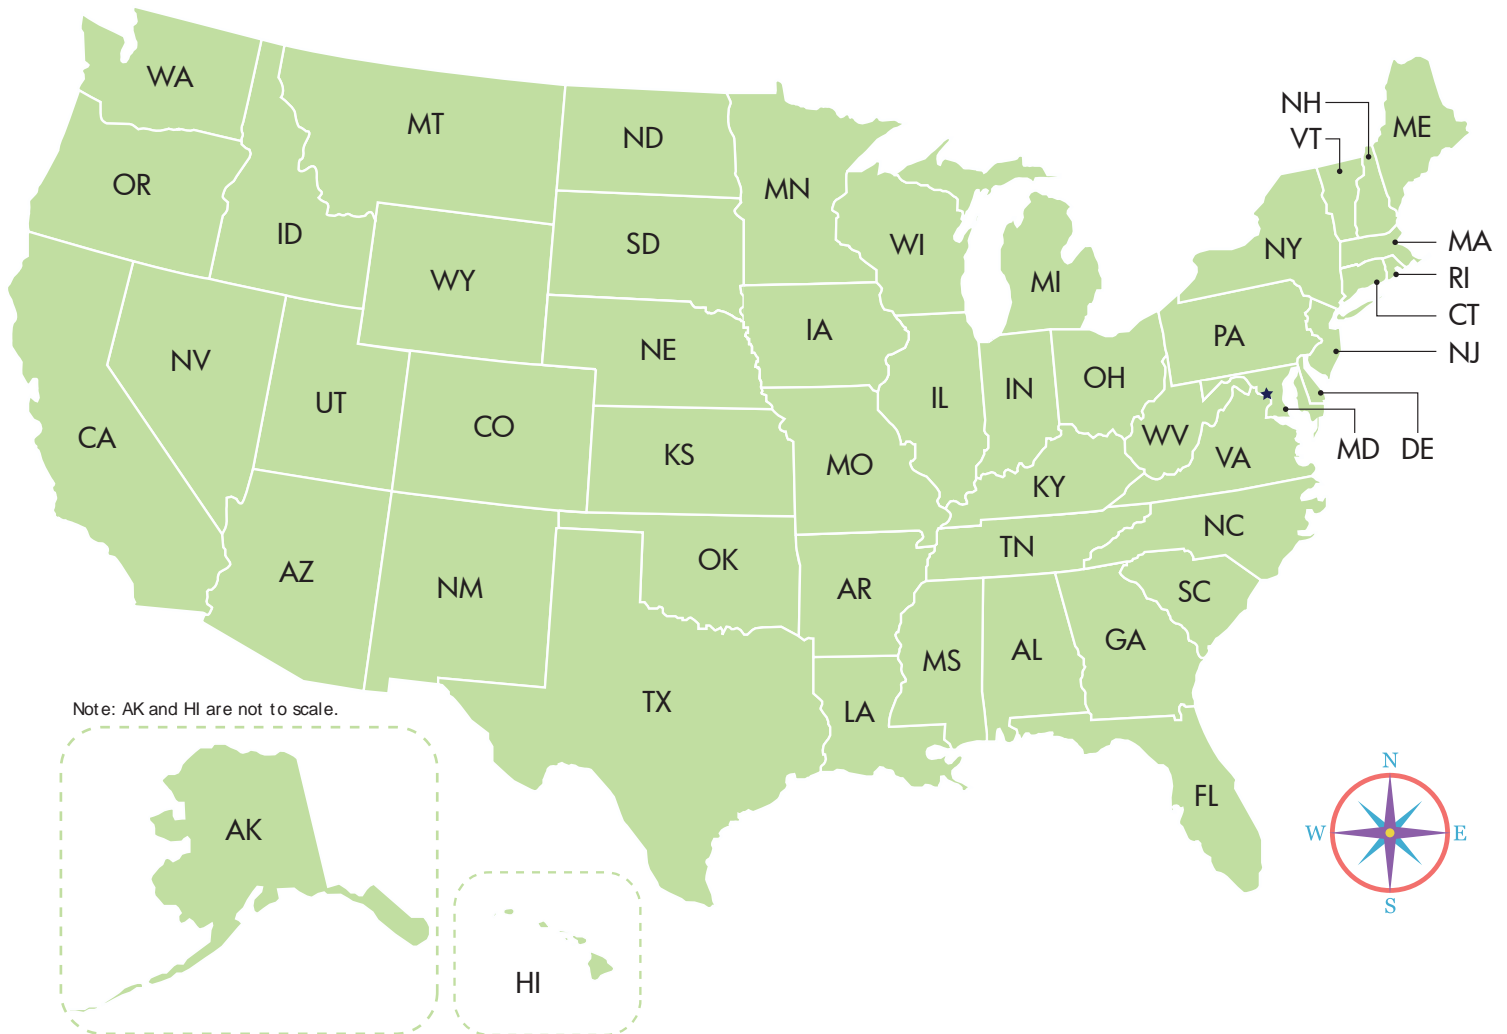 WA
MT
ND
MN
OR
ID
SD
WI
WY
MI
NH
VT
ME
NY
MA
RI
CT
NJ
IA
NE
PA
NV
UT
CO
IL
IN
OH
CA
KS
MO
WV
VA
MD
DE
KY
NC
TN
AZ
NM
OK
AR
SC
MS
AL
GA
TX
LA
FL
Note: AK and HI are not to scale.
AK
HI
N
W
E
S